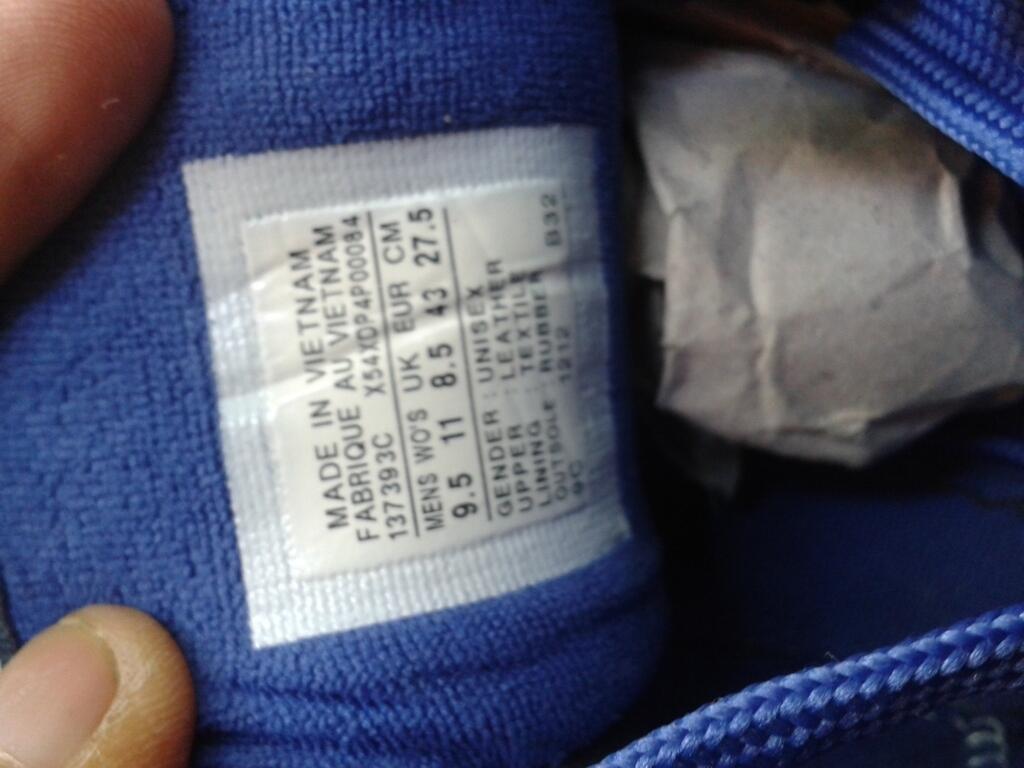 MADE IN VIETNAM
FABRIQUE AU VIETNAM
137393C X54XDP4P00084
MENS WO'S UK EUR CM
9.5 11 8.5 43 27.5
GENDER : UNISEX
UPPER : LEATHER
LINING : TEXTILE
OUTSOLE : RUBBER
9C 1212 B32